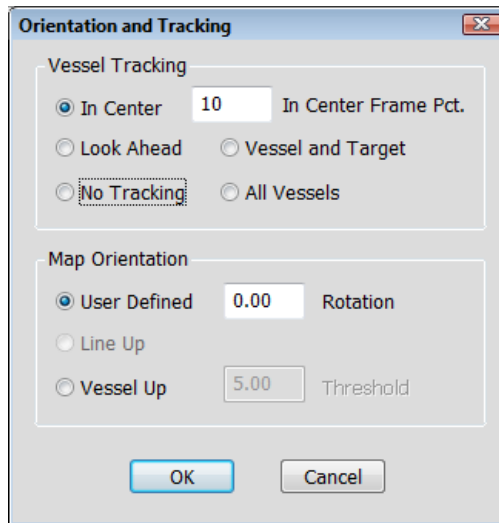 Orientation and Tracking
Vessel Tracking
In Center 10 In Center Frame Pct.
Look Ahead Vessel and Target
No Tracking All Vessels
Map Orientation
User Defined 0.00 Rotation
Line Up
Vessel Up 5.00 Threshold
OK Cancel